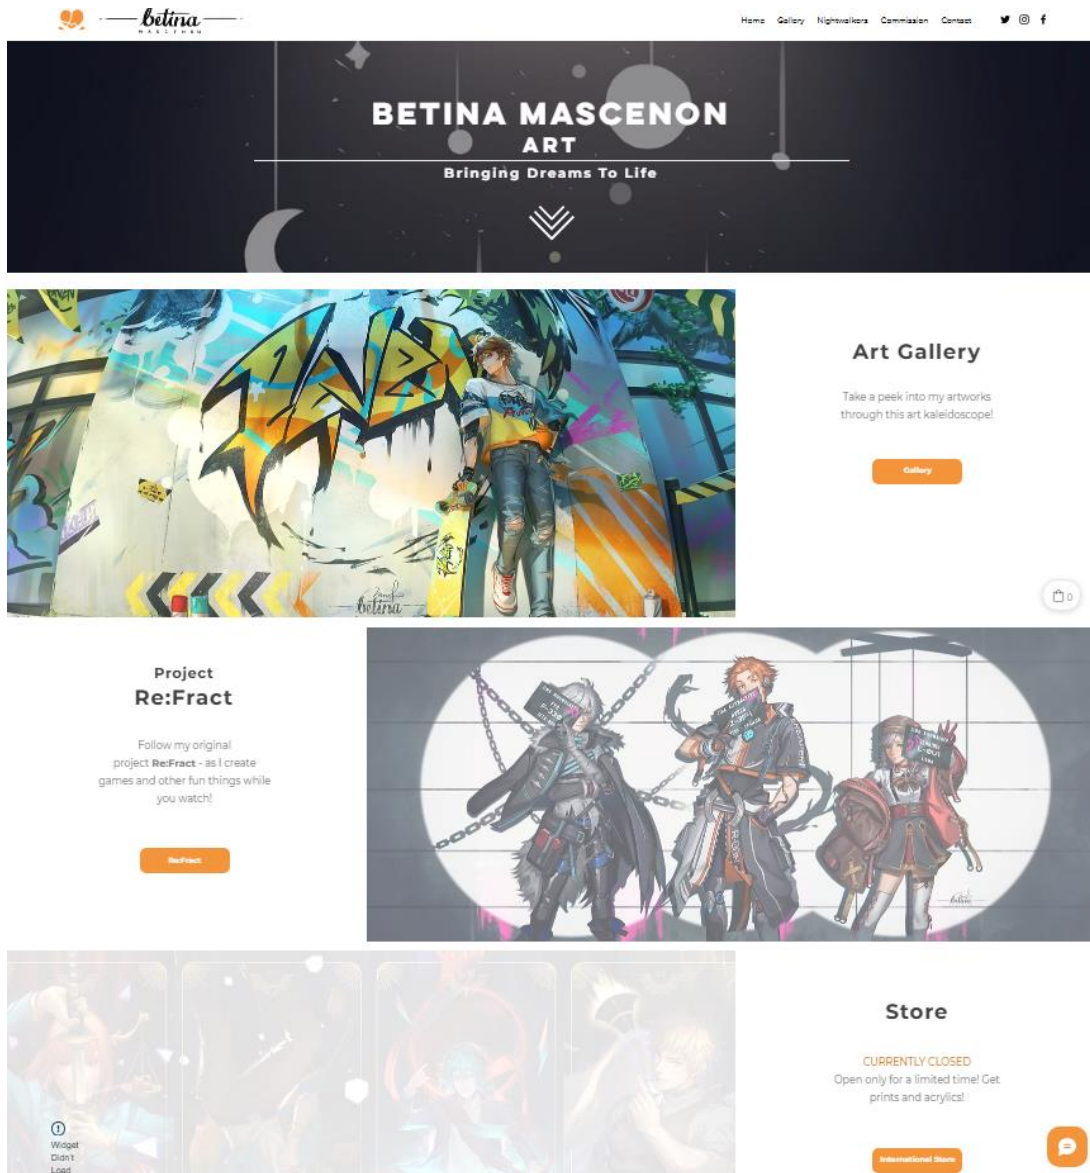 betina
MASCENON
Home Gallery Nightwalkers Commission Contact
BETINA MASCENON
ART
Bringing Dreams To Life
betina
Art Gallery
Take a peek into my artworks
through this art kaleidoscope!
Gallery
0
Project
Re:Fract
Follow my original
project Re:Fract - as I create
games and other fun things while
you watch!
Re:Fract
Store
CURRENTLY CLOSED
Open only for a limited time! Get
prints and acrylics!
International Store
Widget
Didn't
Load